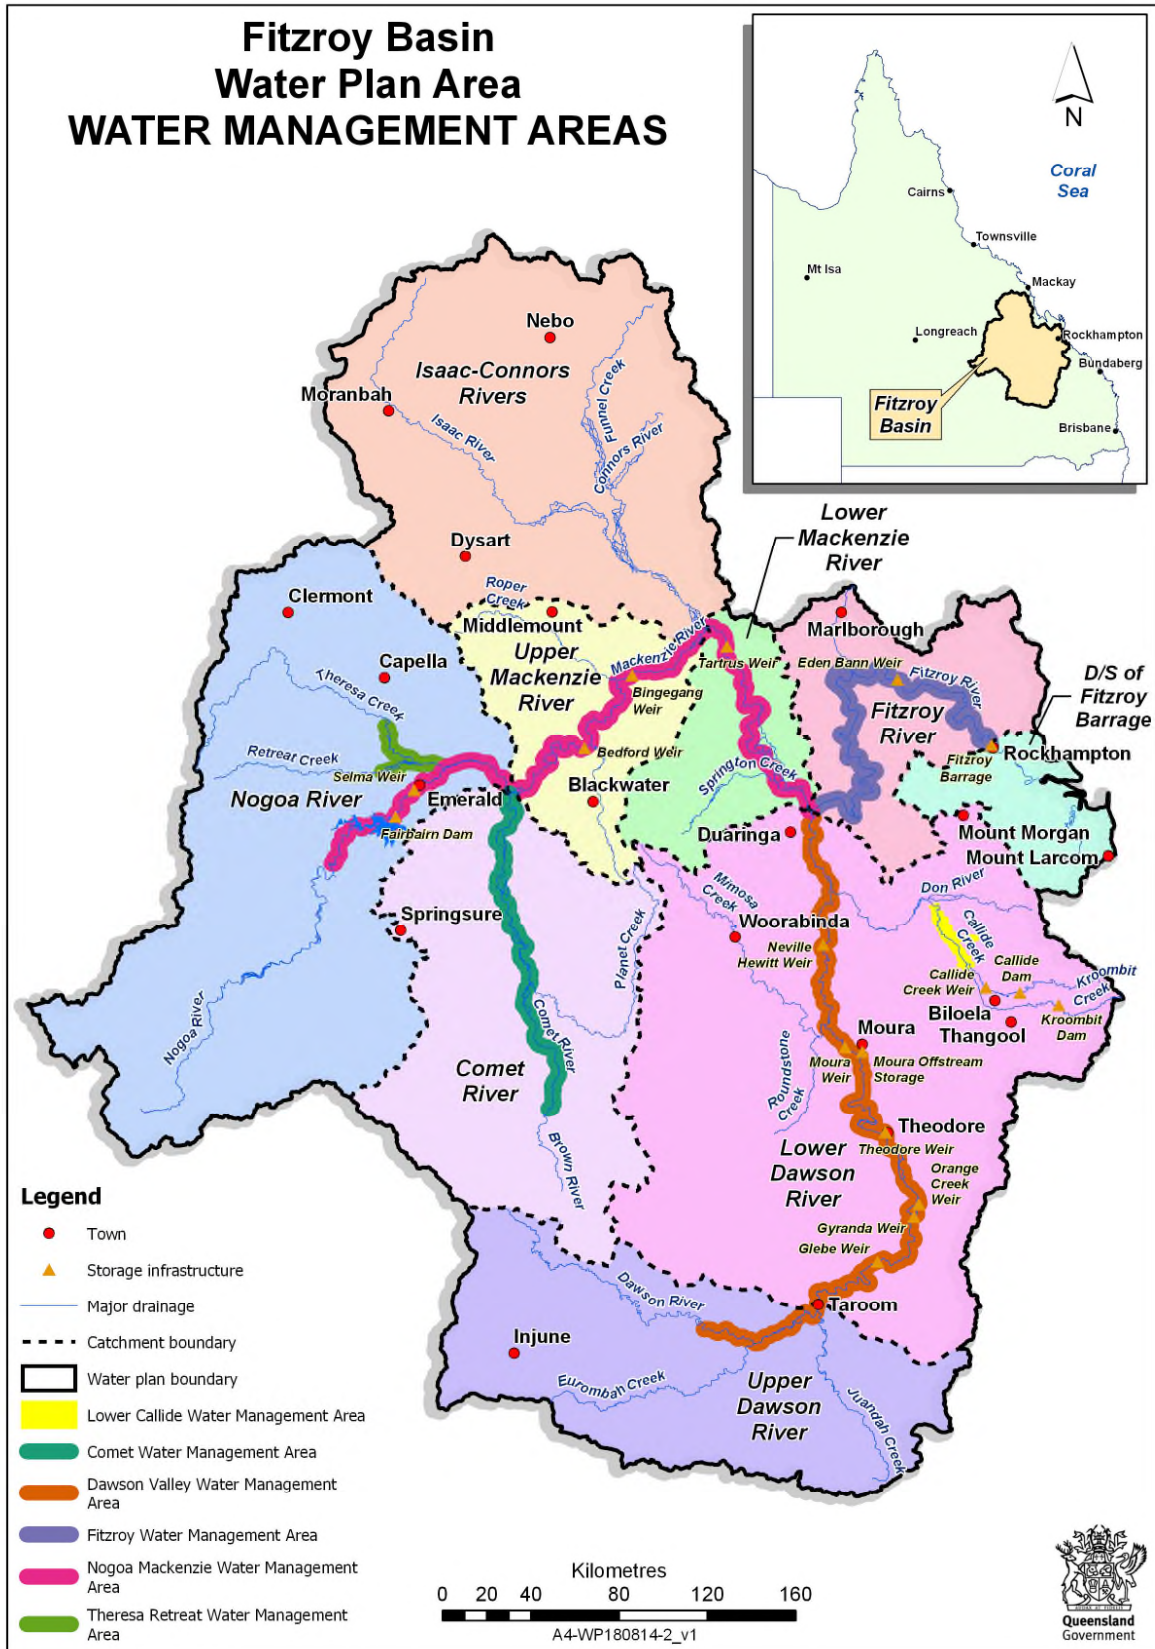 Fitzroy Basin
Water Plan Area
WATER MANAGEMENT AREAS
N
Coral
Sea
Cairns
Townsville
Mt Isa
Mackay
Longreach
Rockhampton
Bundaberg
Fitzroy
Basin
Brisbane
Nebo
Isaac-Connors
Rivers
Moranbah
Funnel Creek
Isaac River
Connors River
Dysart
Lower
Mackenzie
River
Roper
Creek
Clermont
Middlemount
Marlborough
Upper
Mackenzie
River
Mackenzie River
Capella
Tartrus Weir
Eden Bann Weir
Fitzroy River
D/S of
Fitzroy
Barrage
Theresa Creek
Bingegang
Weir
Fitzroy
River
Retreat Creek
Bedford Weir
Rockhampton
Fitzroy
Barrage
Selma Weir
Springton Creek
Nogoa River
Emerald
Blackwater
Fairbairn Dam
Duaringa
Mount Morgan
Mount Larcom
Mimosa
Creek
Don River
Springsure
Woorabinda
Callide
Creek
Planet Creek
Neville
Hewitt Weir
Callide
Dam
Kroombit
Creek
Callide
Creek Weir
Biloela
Thangool
Kroombit
Dam
Nogoa River
Comet River
Moura
Roundstone
Creek
Moura
Weir
Moura Offstream
Storage
Comet
River
Theodore
Brown River
Theodore Weir
Lower
Dawson
River
Orange
Creek
Weir
Gyranda Weir
Glebe Weir
Dawson River
Taroom
Injune
Eurombah Creek
Upper
Dawson
River
Juandah Creek
Legend
Town
Storage infrastructure
Major drainage
Catchment boundary
Water plan boundary
Lower Callide Water Management Area
Comet Water Management Area
Dawson Valley Water Management
Area
Fitzroy Water Management Area
Nogoa Mackenzie Water Management
Area
Theresa Retreat Water Management
Area
Kilometres
0 20 40 80 120 160
A4-WP180814-2_v1
Queensland
Government